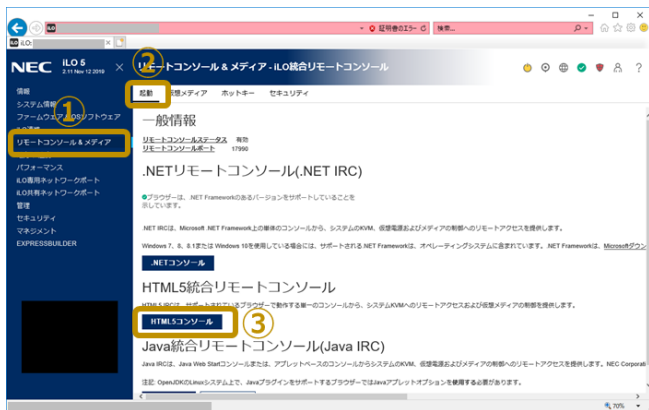 証明書のエラー
検索...
iLO:
NEC
iLO 5
2.11 Nov 12 2019
②
リモートコンソール & メディア - iLO統合リモートコンソール
情報
システム情報
①
リモートコンソール & メディア
パフォーマンス
iLO専用ネットワークポート
iLO共有ネットワークポート
管理
セキュリティ
マネジメント
EXPRESSBUILDER
起動
仮想メディア
ホットキー
セキュリティ
一般情報
リモートコンソールステータス 有効
リモートコンソールポート 17990
.NETリモートコンソール(.NET IRC)
ブラウザーは、.NET Frameworkのあるバージョンをサポートしていることを
示しています。
.NET IRCは、Microsoft .NET Framework上の単体のコンソールから、システムのKVM、仮想電源およびメディアの制御へのリモートアクセスを提供します。
Windows 7、8、8.1または Windows 10を使用している場合には、サポートされる.NET Frameworkは、オペレーティングシステムに含まれています。.NET Frameworkは、Microsoftダウン
.NETコンソール
HTML5統合リモートコンソール
HTML5 IRCは、サポートされているブラウザーで動作する単一のコンソールから、システムKVMへのリモートアクセスおよび仮想メディアの制御を提供します。
HTML5コンソール
③
Java統合リモートコンソール(Java IRC)
Java IRCは、Java Web Startコンソールまたは、アプレットベースのコンソールからシステムのKVM、仮想電源およびメディアの制御へのリモートアクセスを提供します。NEC Corporati
注記: OpenJDKのLinuxシステム上で、Javaプラグインをサポートするブラウザーではjavaアプレットオプションを使用する必要があります。
70%